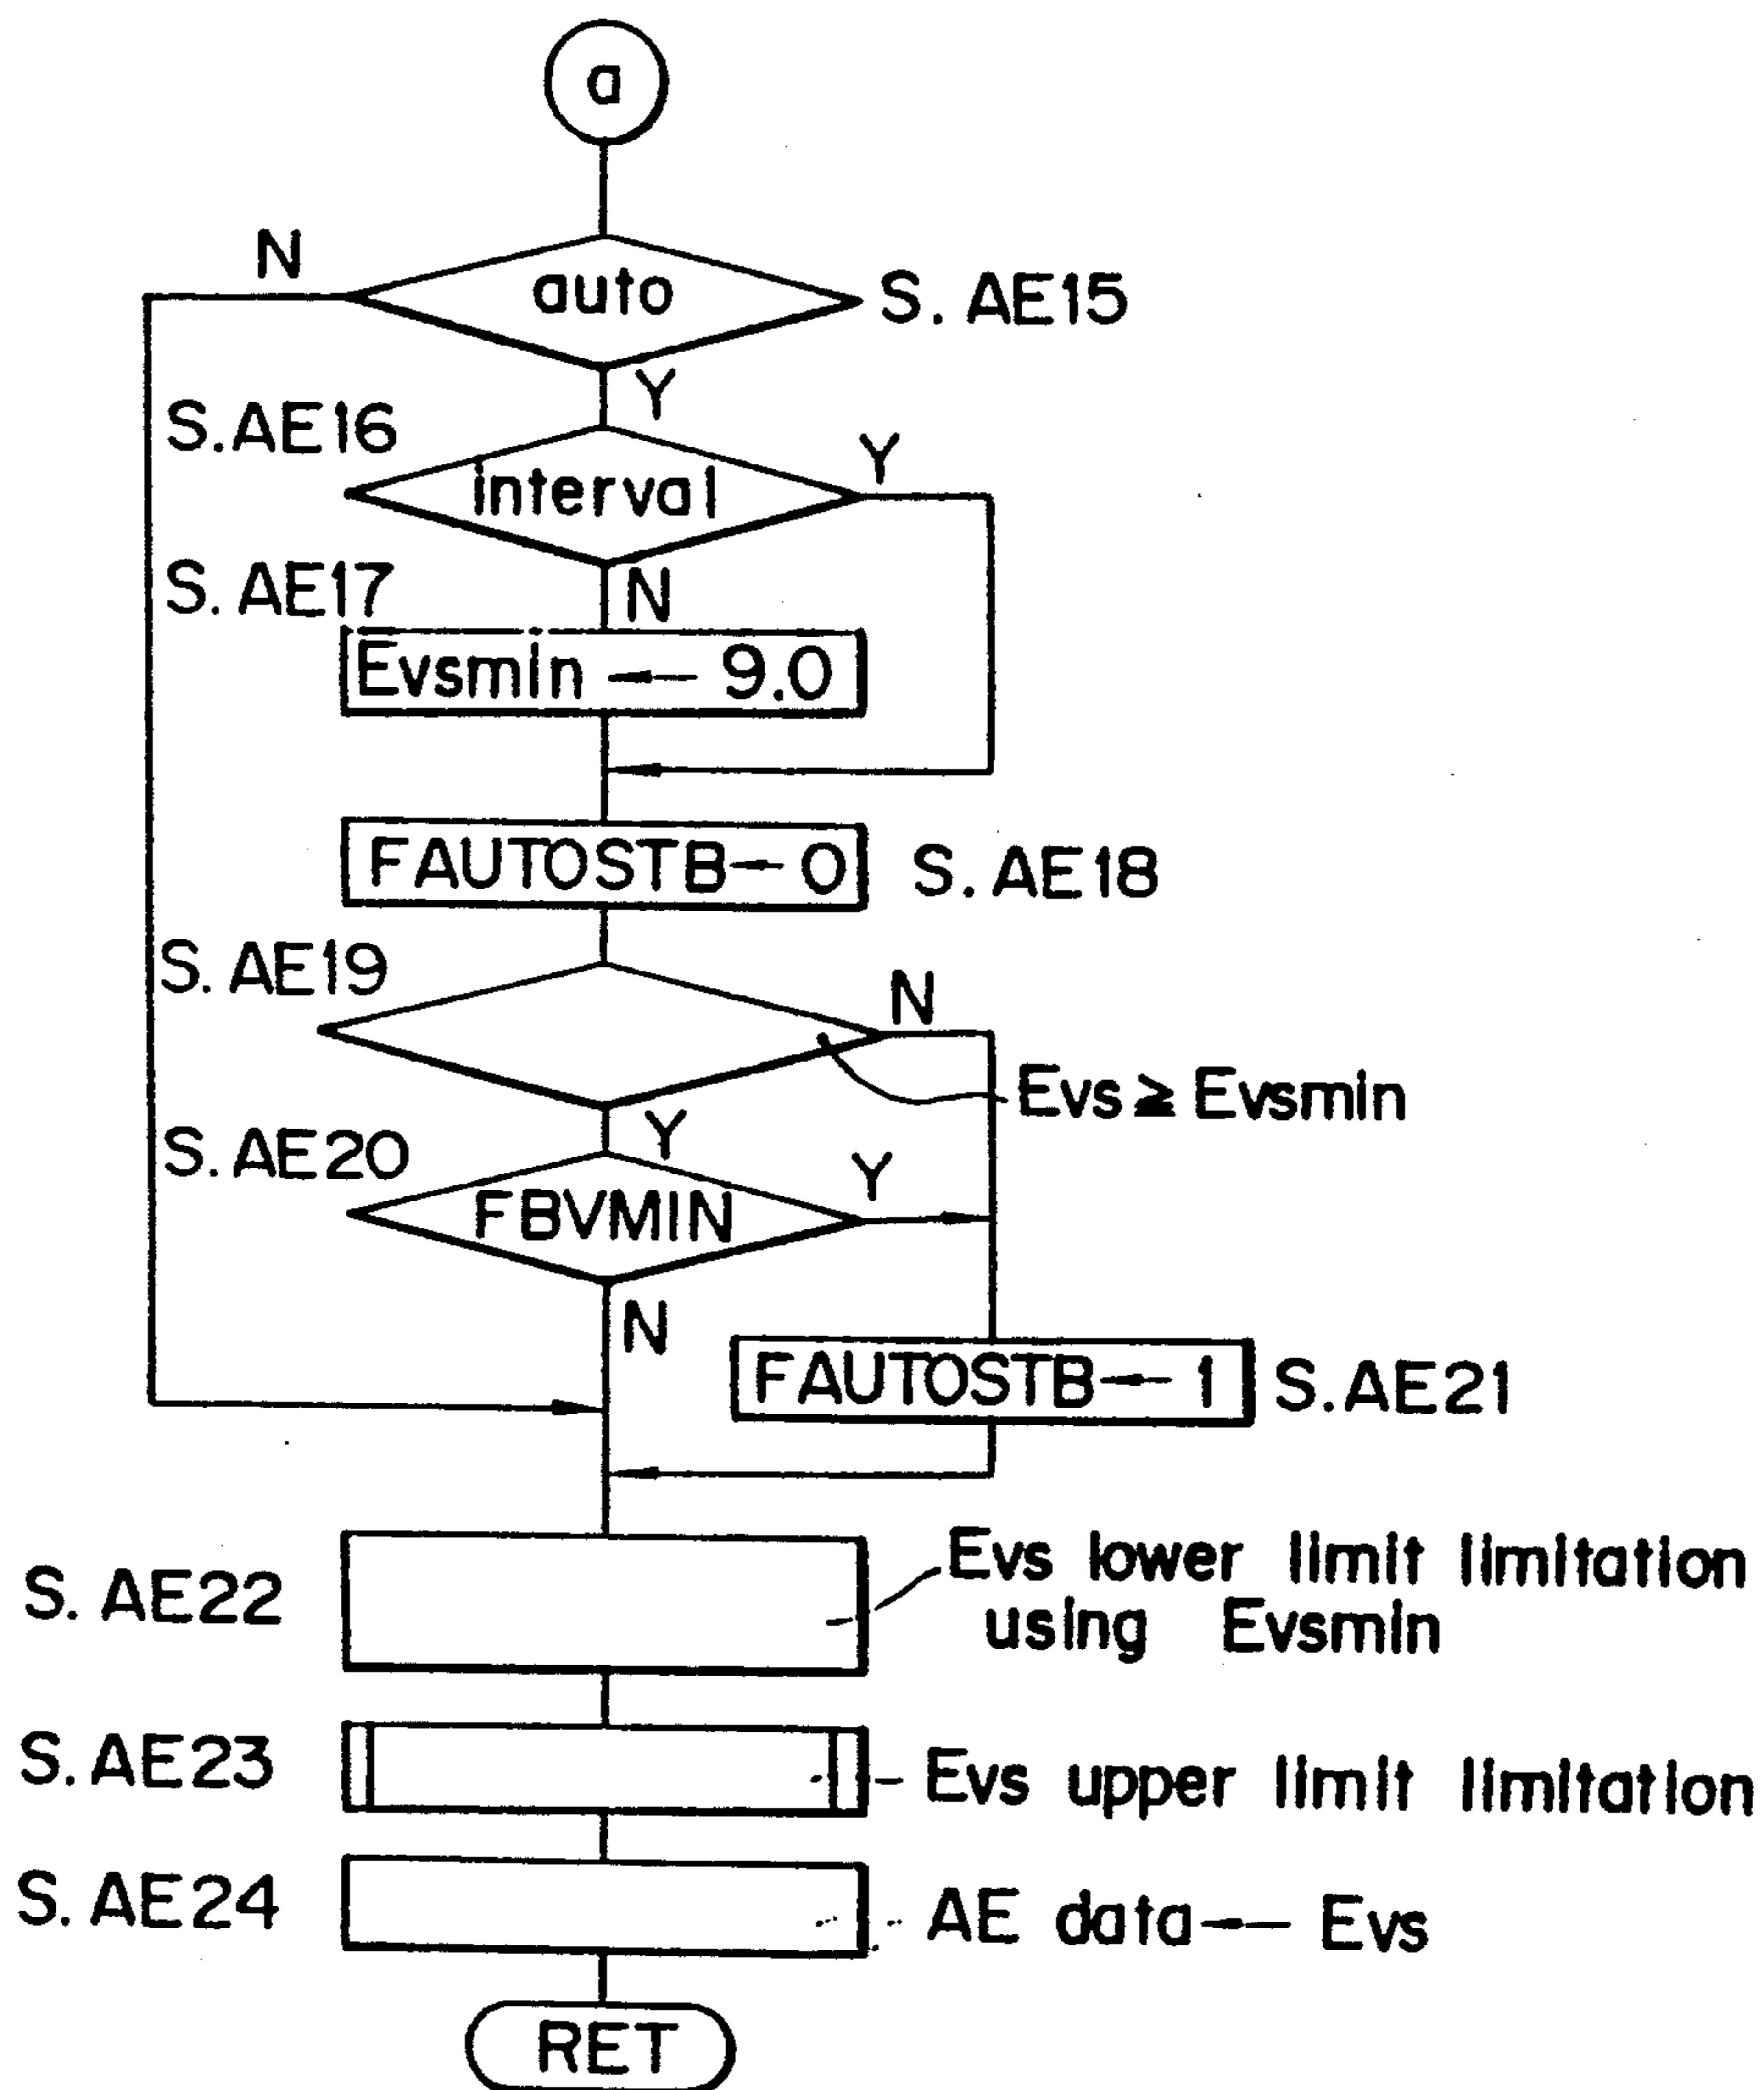 a
N
auto
S. AE15
Y
S. AE16
Y
interval
S. AE17
N
Evsmin ← 9.0
FAUTOSTB ← 0
S. AE18
S. AE19
N
Evs ≧ Evsmin
Y
S. AE20
Y
FBVMIN
N
FAUTOSTB ← 1
S. AE21
Evs lower limit limitation
using Evsmin
S. AE22
S. AE23
Evs upper limit limitation
S. AE24
AE data ← Evs
RET